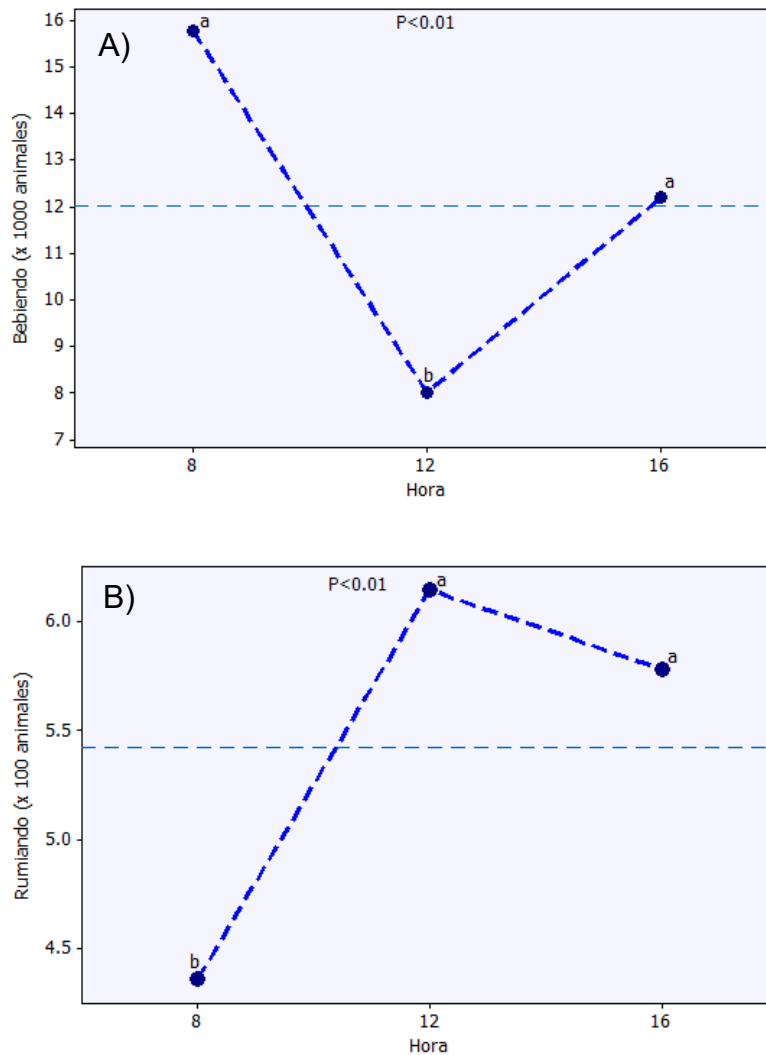 A)
P<0.01
Bebiendo (x 1000 animales)
16
15
14
13
12
11
10
9
8
7
a
b
a
8 12 16
Hora
B)
P<0.01
Rumiando (x 100 animales)
6.0
5.5
5.0
4.5
b
a
a
8 12 16
Hora